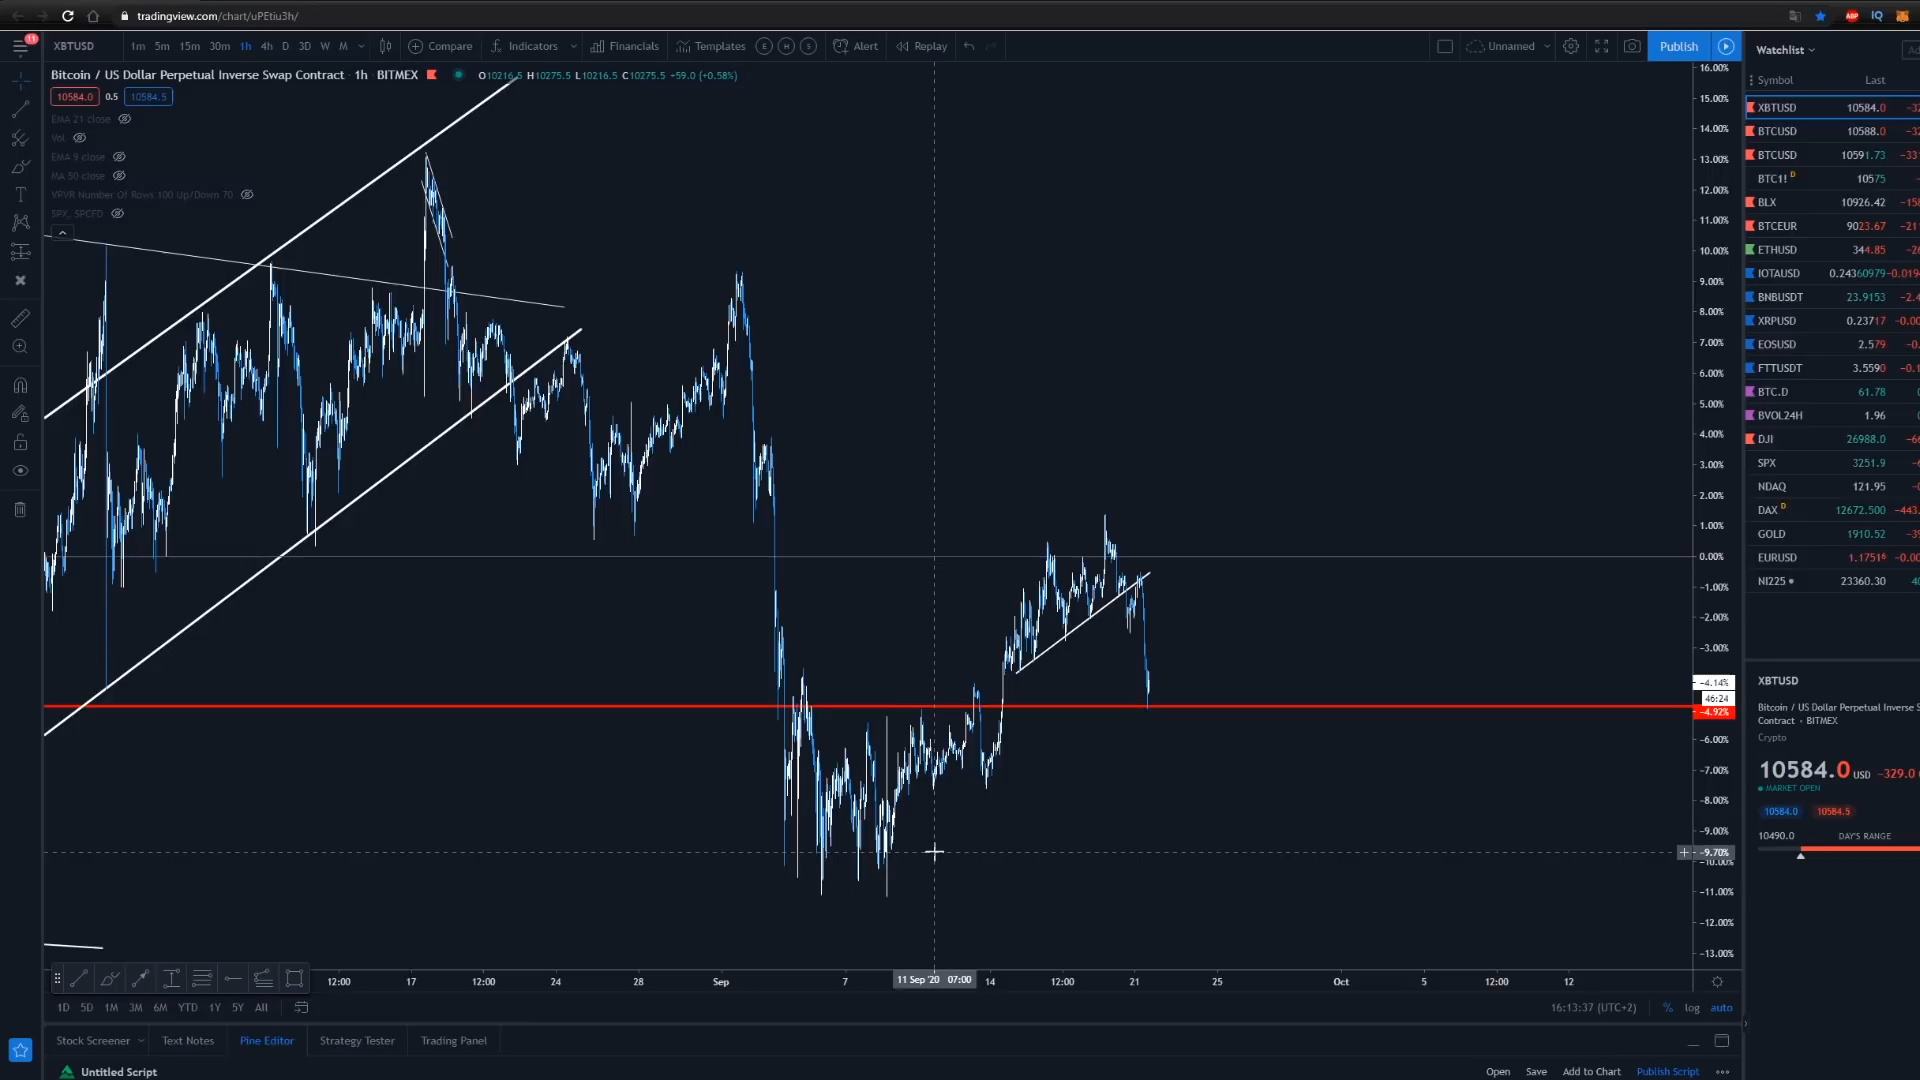 tradingview.com/chart/uPEtiu3h/
ABP IQ
11 XBTUSD 1m 5m 15m 30m 1h 4h D 3D W M Compare Indicators Financials Templates E H S Alert Replay Unnamed Publish
Watchlist
Bitcoin / US Dollar Perpetual Inverse Swap Contract · 1h · BITMEX O10216.5 H10275.5 L10216.5 C10275.5 +59.0 (+0.58%)
10584.0 0.5 10584.5
EMA 21 close
Vol
EMA 9 close
MA 50 close
VPVR Number Of Rows 100 Up/Down 70
SPX, SPCFD
16.00%
15.00%
14.00%
13.00%
12.00%
11.00%
10.00%
9.00%
8.00%
7.00%
6.00%
5.00%
4.00%
3.00%
2.00%
1.00%
0.00%
-1.00%
-2.00%
-3.00%
-4.14%
46:24
-4.92%
-6.00%
-7.00%
-8.00%
-9.00%
-9.70%
-10.00%
-11.00%
-12.00%
-13.00%
Symbol Last
XBTUSD 10584.0
BTCUSD 10588.0
BTCUSD 10591.73
BTC1! D 10575
BLX 10926.42
BTCEUR 9023.67
ETHUSD 344.85
IOTAUSD 0.24360979
BNBUSDT 23.9153
XRPUSD 0.23717
EOSUSD 2.579
FTTUSDT 3.5590
BTC.D 61.78
BVOL24H 1.96
DJI 26988.0
SPX 3251.9
NDAQ 121.95
DAX D 12672.500
GOLD 1910.52
EURUSD 1.17516
NI225 23360.30
XBTUSD
Bitcoin / US Dollar Perpetual Inverse S
Contract · BITMEX
Crypto
10584.0 USD -329.0
MARKET OPEN
10584.0 10584.5
10490.0 DAY'S RANGE
12:00 17 12:00 24 28 Sep 7 11 Sep '20 07:00 14 12:00 21 25 Oct 5 12:00 12
1D 5D 1M 3M 6M YTD 1Y 5Y All 16:13:37 (UTC+2) % log auto
Stock Screener Text Notes Pine Editor Strategy Tester Trading Panel
Untitled Script Open Save Add to Chart Publish Script